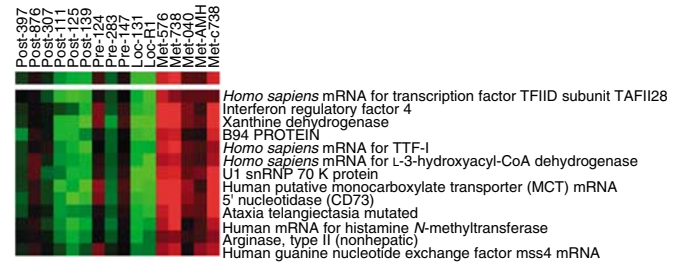 Post-397
Post-876
Post-307
Post-111
Post-125
Post-139
Pre-124
Pre-283
Pre-147
Loc-131
Loc-R1
Met-576
Met-738
Met-040
Met-AMH
Met-c738
Homo sapiens mRNA for transcription factor TFIID subunit TAFII28
Interferon regulatory factor 4
Xanthine dehydrogenase
B94 PROTEIN
Homo sapiens mRNA for TTF-I
Homo sapiens mRNA for L-3-hydroxyacyl-CoA dehydrogenase
U1 snRNP 70 K protein
Human putative monocarboxylate transporter (MCT) mRNA
5' nucleotidase (CD73)
Ataxia telangiectasia mutated
Human mRNA for histamine N-methyltransferase
Arginase, type II (nonhepatic)
Human guanine nucleotide exchange factor mss4 mRNA